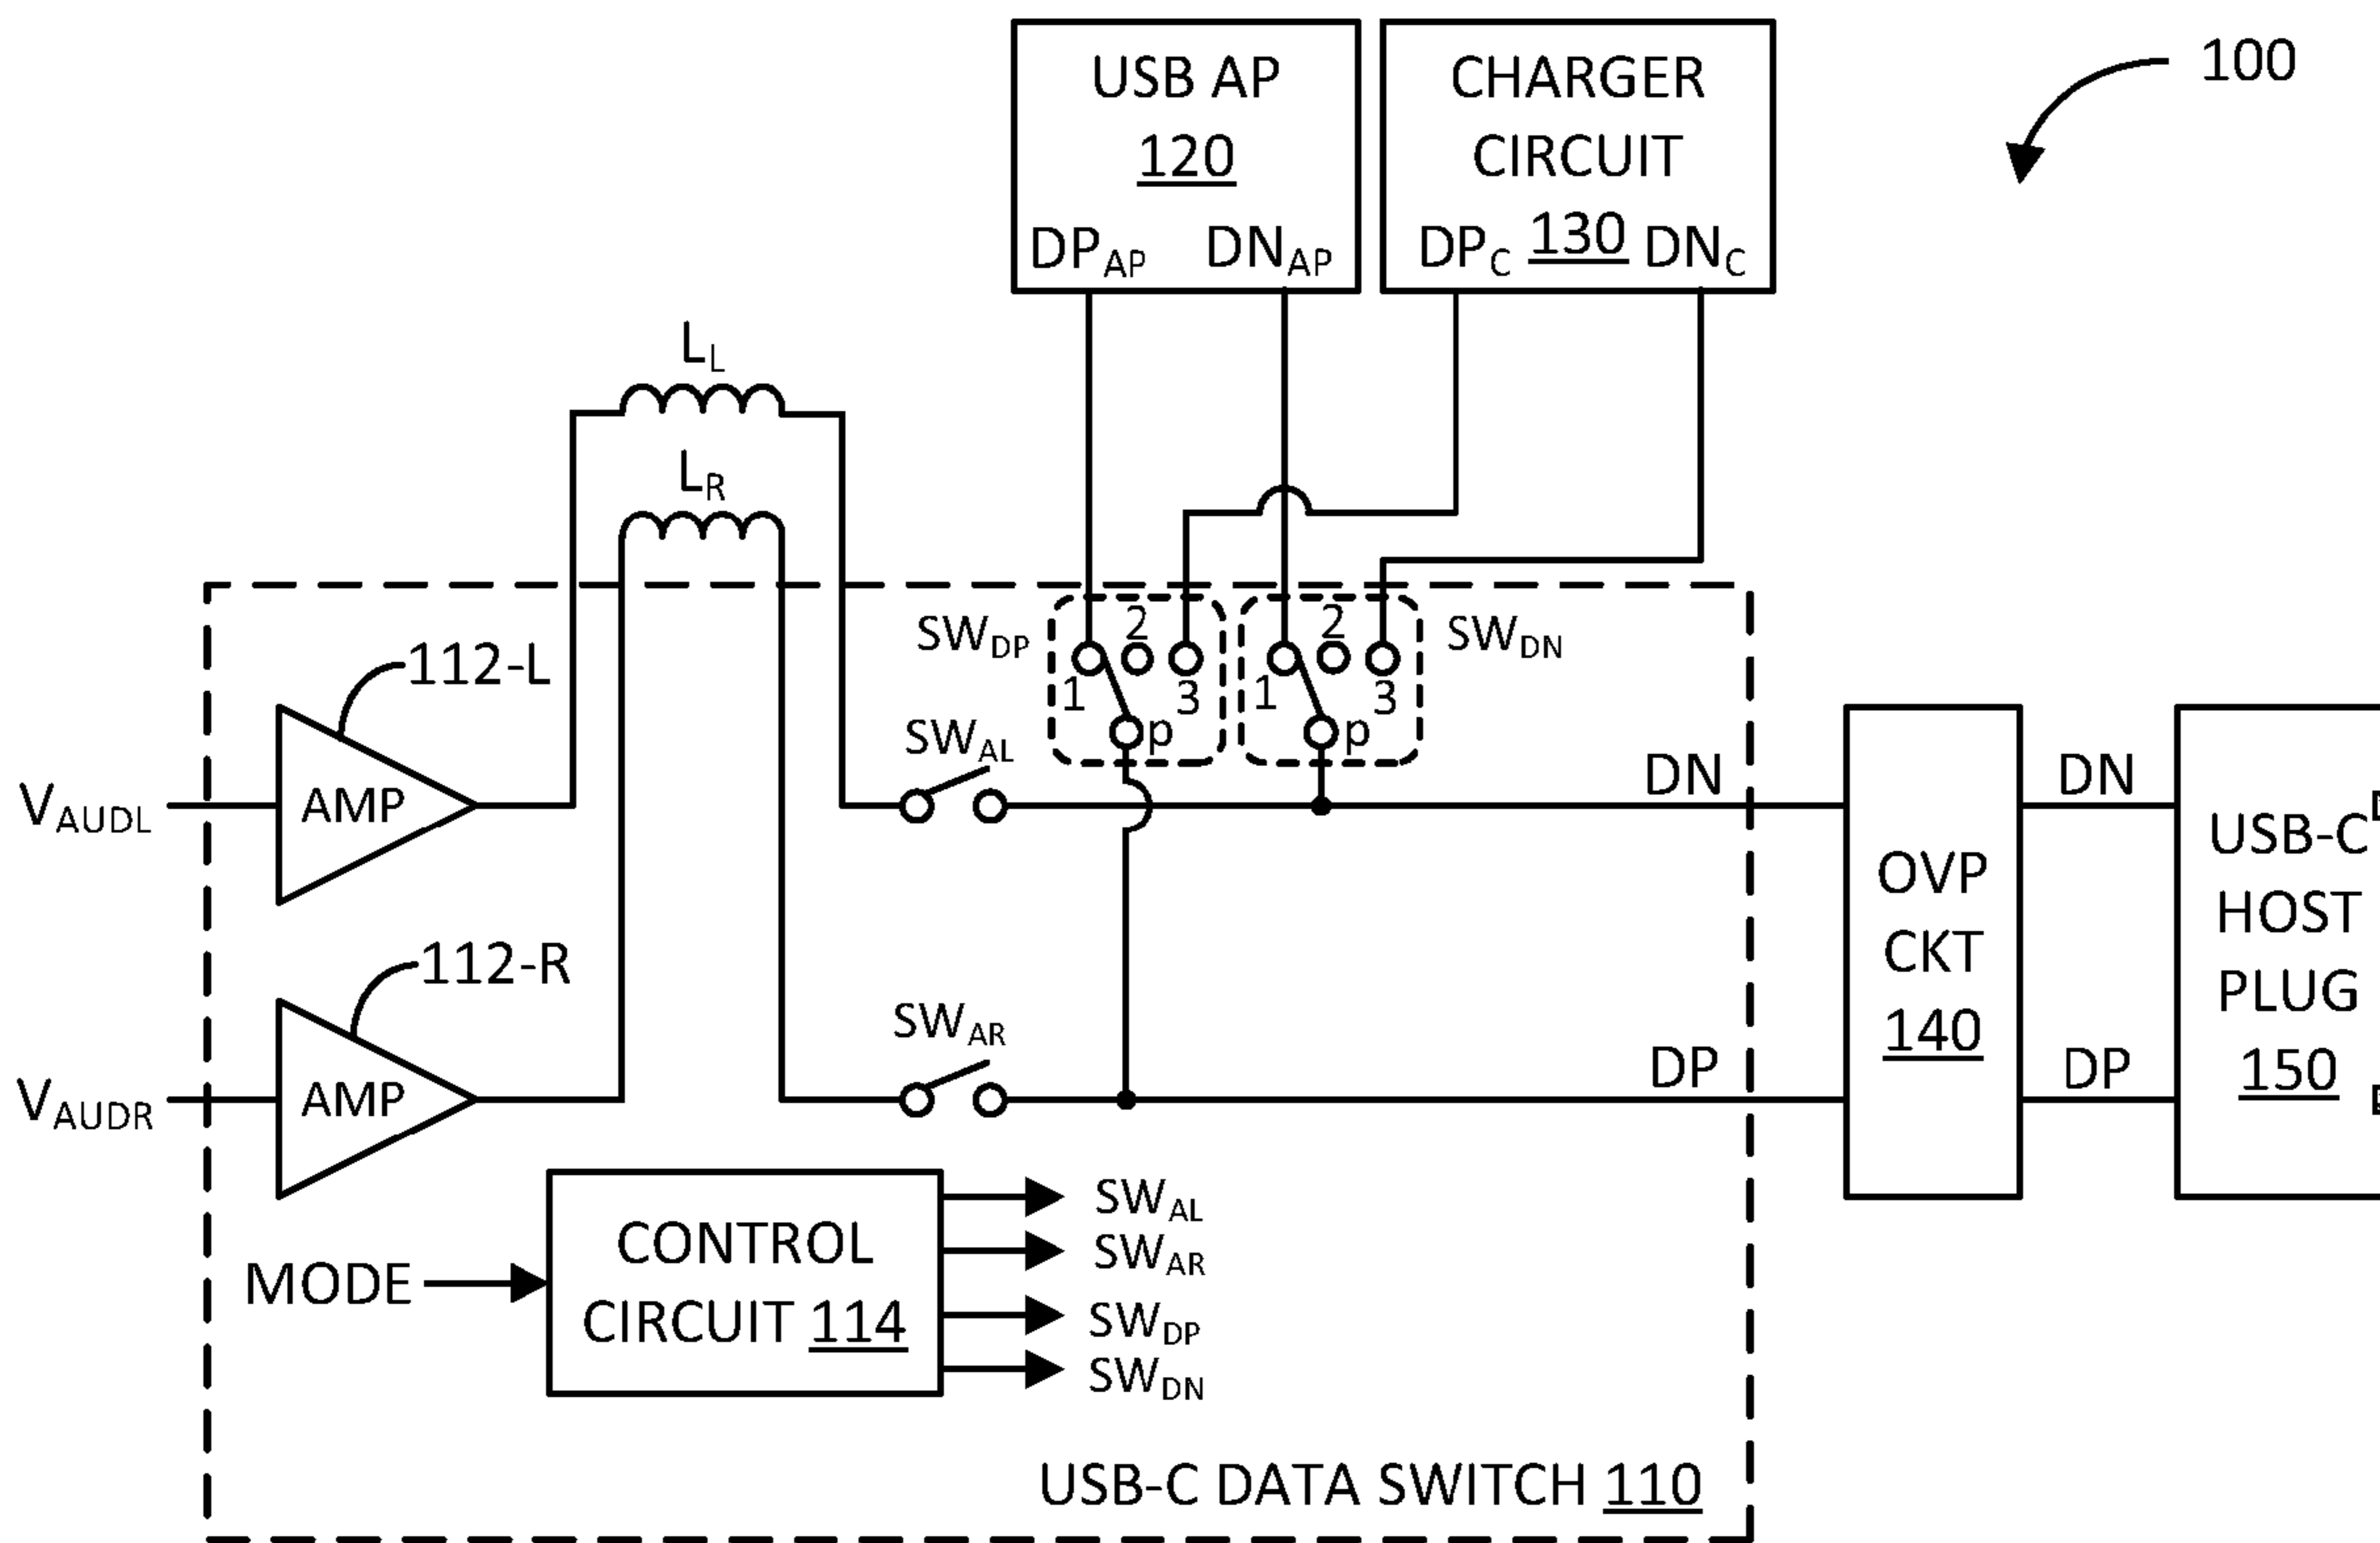 100
USB AP
120
DPAP DNAP
CHARGER
CIRCUIT
130
DPC DNC
LL
LR
SWDP
1 2 3 p
SWDN
1 2 3 p
112-L
SWAL
VAUDL
AMP
DN
DN
USB-C
HOST
PLUG
150
OVP
CKT
140
112-R
SWAR
VAUDR
AMP
DP
DP
MODE
CONTROL
CIRCUIT 114
SWAL
SWAR
SWDP
SWDN
USB-C DATA SWITCH 110